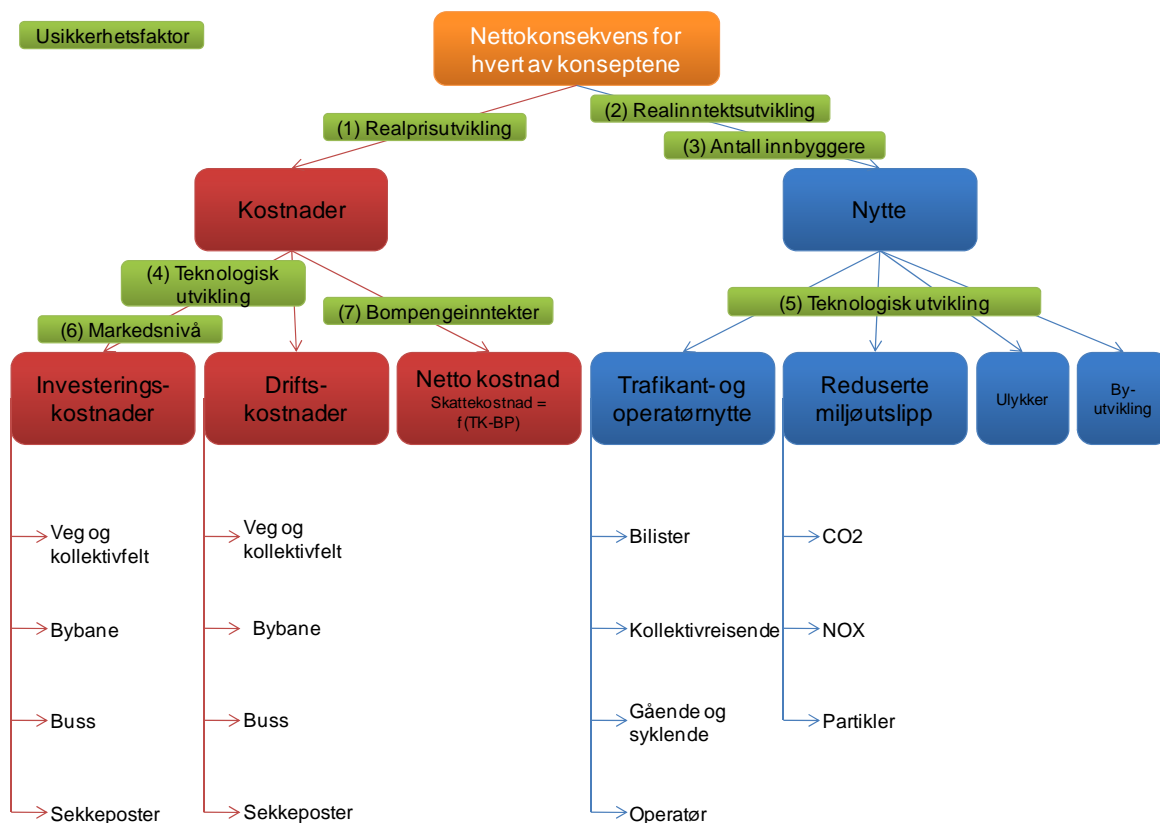 Usikkerhetsfaktor
Nettokonsekvens for
hvert av konseptene
(1) Realprisutvikling
(2) Realinntektsutvikling
(3) Antall innbyggere
Kostnader
Nytte
(4) Teknologisk
utvikling
(6) Markedsnivå
(7) Bompengeinntekter
(5) Teknologisk utvikling
Investerings-
kostnader
Drifts-
kostnader
Netto kostnad
Skattekostnad =
f(TK-BP)
Trafikant- og
operatørnytte
Reduserte
miljøutslipp
Ulykker
By-
utvikling
Veg og
kollektivfelt
Bybane
Buss
Sekkeposter
Veg og
kollektivfelt
Bybane
Buss
Sekkeposter
Bilister
Kollektivreisende
Gående og
syklende
Operatør
CO2
NOX
Partikler